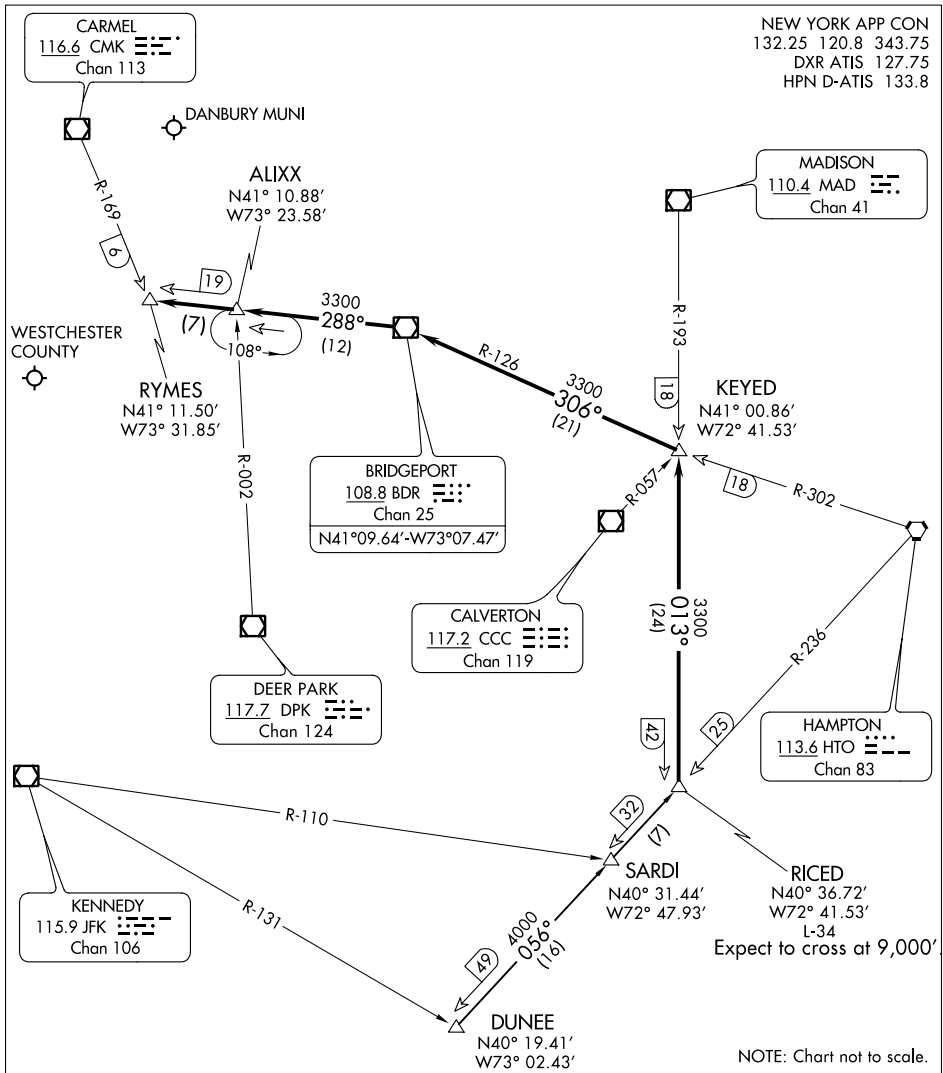 CARMEL
116.6 CMK
Chan 113
NEW YORK APP CON
132.25 120.8 343.75
DXR ATIS 127.75
HPN D-ATIS 133.8
DANBURY MUNI
ALIXX
N41° 10.88′
W73° 23.58′
MADISON
110.4 MAD
Chan 41
R-169
6
19
(7)
3300
288°
(12)
108°
WESTCHESTER
COUNTY
RYMES
N41° 11.50′
W73° 31.85′
R-126
3300
306°
(21)
R-193
18
KEYED
N41° 00.86′
W72° 41.53′
R-002
BRIDGEPORT
108.8 BDR
Chan 25
N41°09.64′-W73°07.47′
R-057
18
R-302
CALVERTON
117.2 CCC
Chan 119
3300
013°
(24)
R-236
DEER PARK
117.7 DPK
Chan 124
42
25
HAMPTON
113.6 HTO
Chan 83
R-110
32
(7)
SARDI
N40° 31.44′
W72° 47.93′
RICED
N40° 36.72′
W72° 41.53′
L-34
Expect to cross at 9,000′
KENNEDY
115.9 JFK
Chan 106
R-131
4000
056°
(16)
49
DUNEE
N40° 19.41′
W73° 02.43′
NOTE: Chart not to scale.